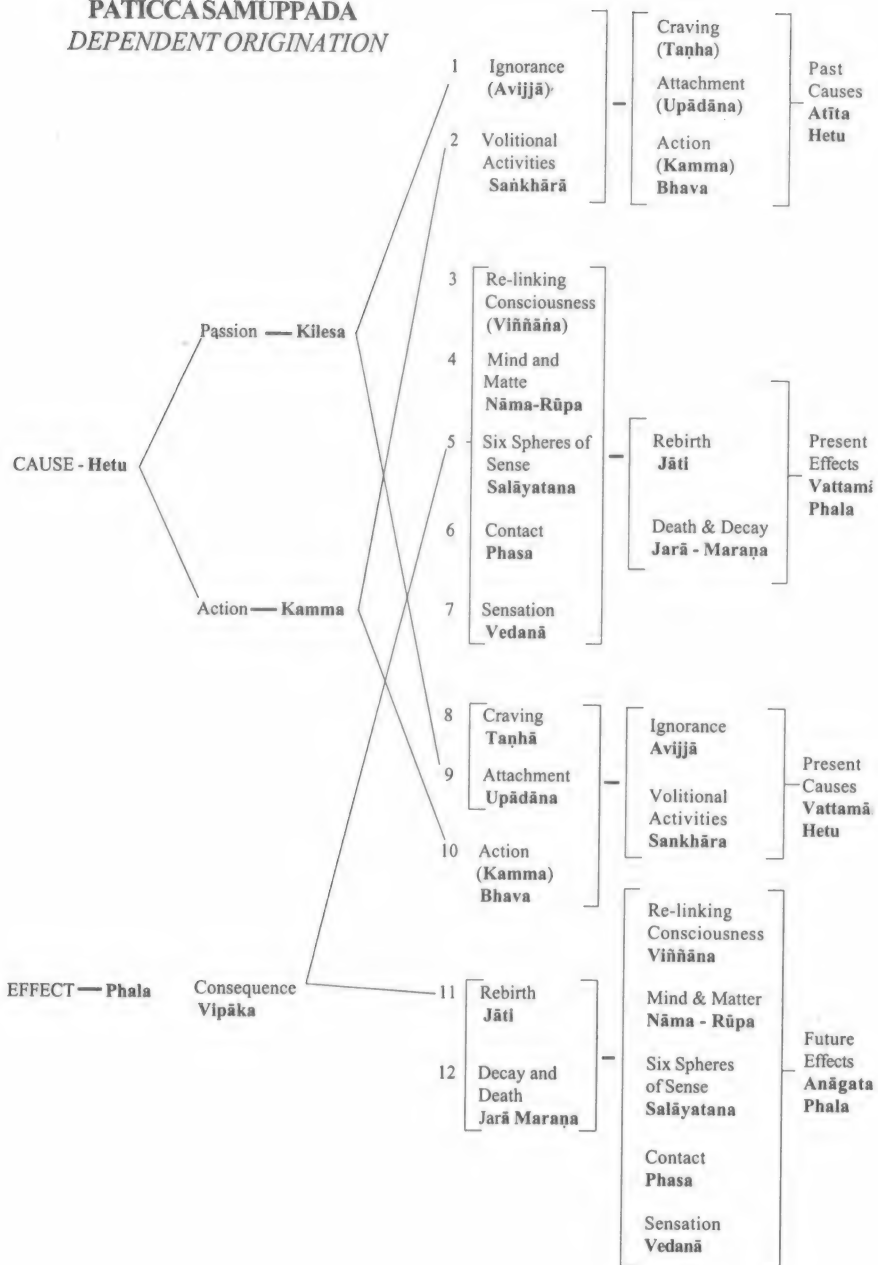 PATICCA SAMUPPADA
DEPENDENT ORIGINATION
1 Ignorance
(Avijjā)
2 Volitional
Activities
Saṅkhārā
Craving
(Taṇha)
Attachment
(Upādāna)
Action
(Kamma)
Bhava
Past
Causes
Atīta
Hetu
Passion — Kilesa
CAUSE - Hetu
Action — Kamma
3 Re-linking
Consciousness
(Viññāṅa)
4 Mind and
Matte
Nāma-Rūpa
5 Six Spheres of
Sense
Salāyatana
6 Contact
Phasa
7 Sensation
Vedanā
Rebirth
Jāti
Death & Decay
Jarā - Maraṇa
Present
Effects
Vattamā
Phala
8 Craving
Taṇhā
9 Attachment
Upādāna
10 Action
(Kamma)
Bhava
Ignorance
Avijjā
Volitional
Activities
Sankhāra
Present
Causes
Vattamā
Hetu
EFFECT — Phala
Consequence
Vipāka
11 Rebirth
Jāti
12 Decay and
Death
Jarā Maraṇa
Re-linking
Consciousness
Viññāna
Mind & Matter
Nāma - Rūpa
Six Spheres
of Sense
Salāyatana
Contact
Phasa
Sensation
Vedanā
Future
Effects
Anāgata
Phala